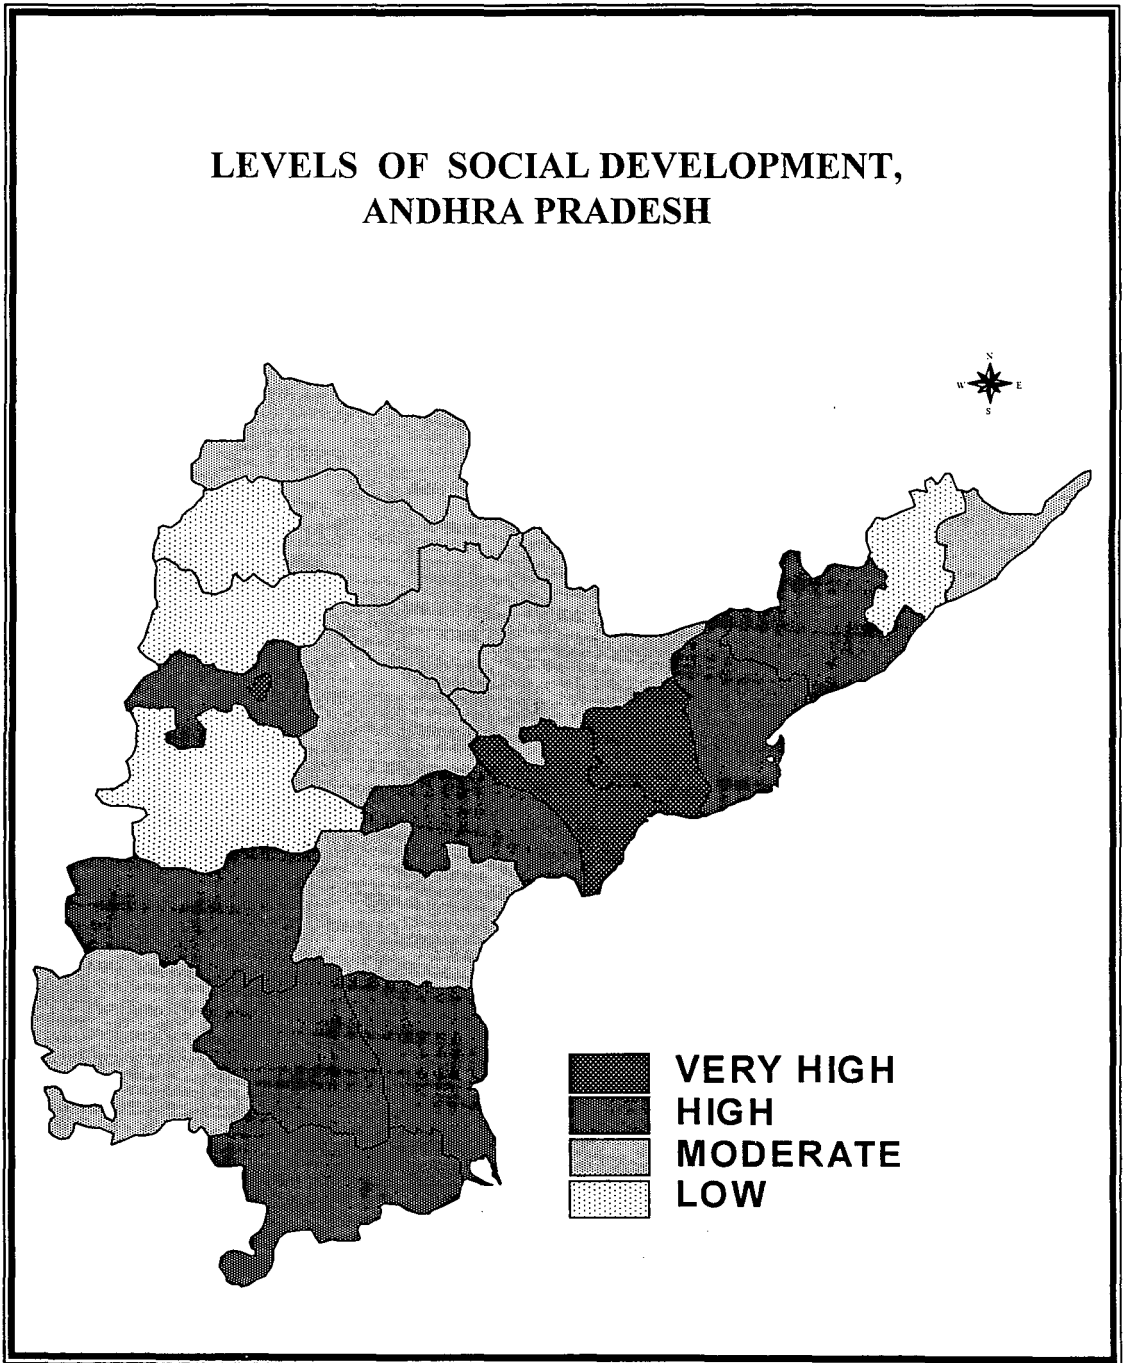 LEVELS OF SOCIAL DEVELOPMENT,
ANDHRA PRADESH
N
W E
S
VERY HIGH
HIGH
MODERATE
LOW